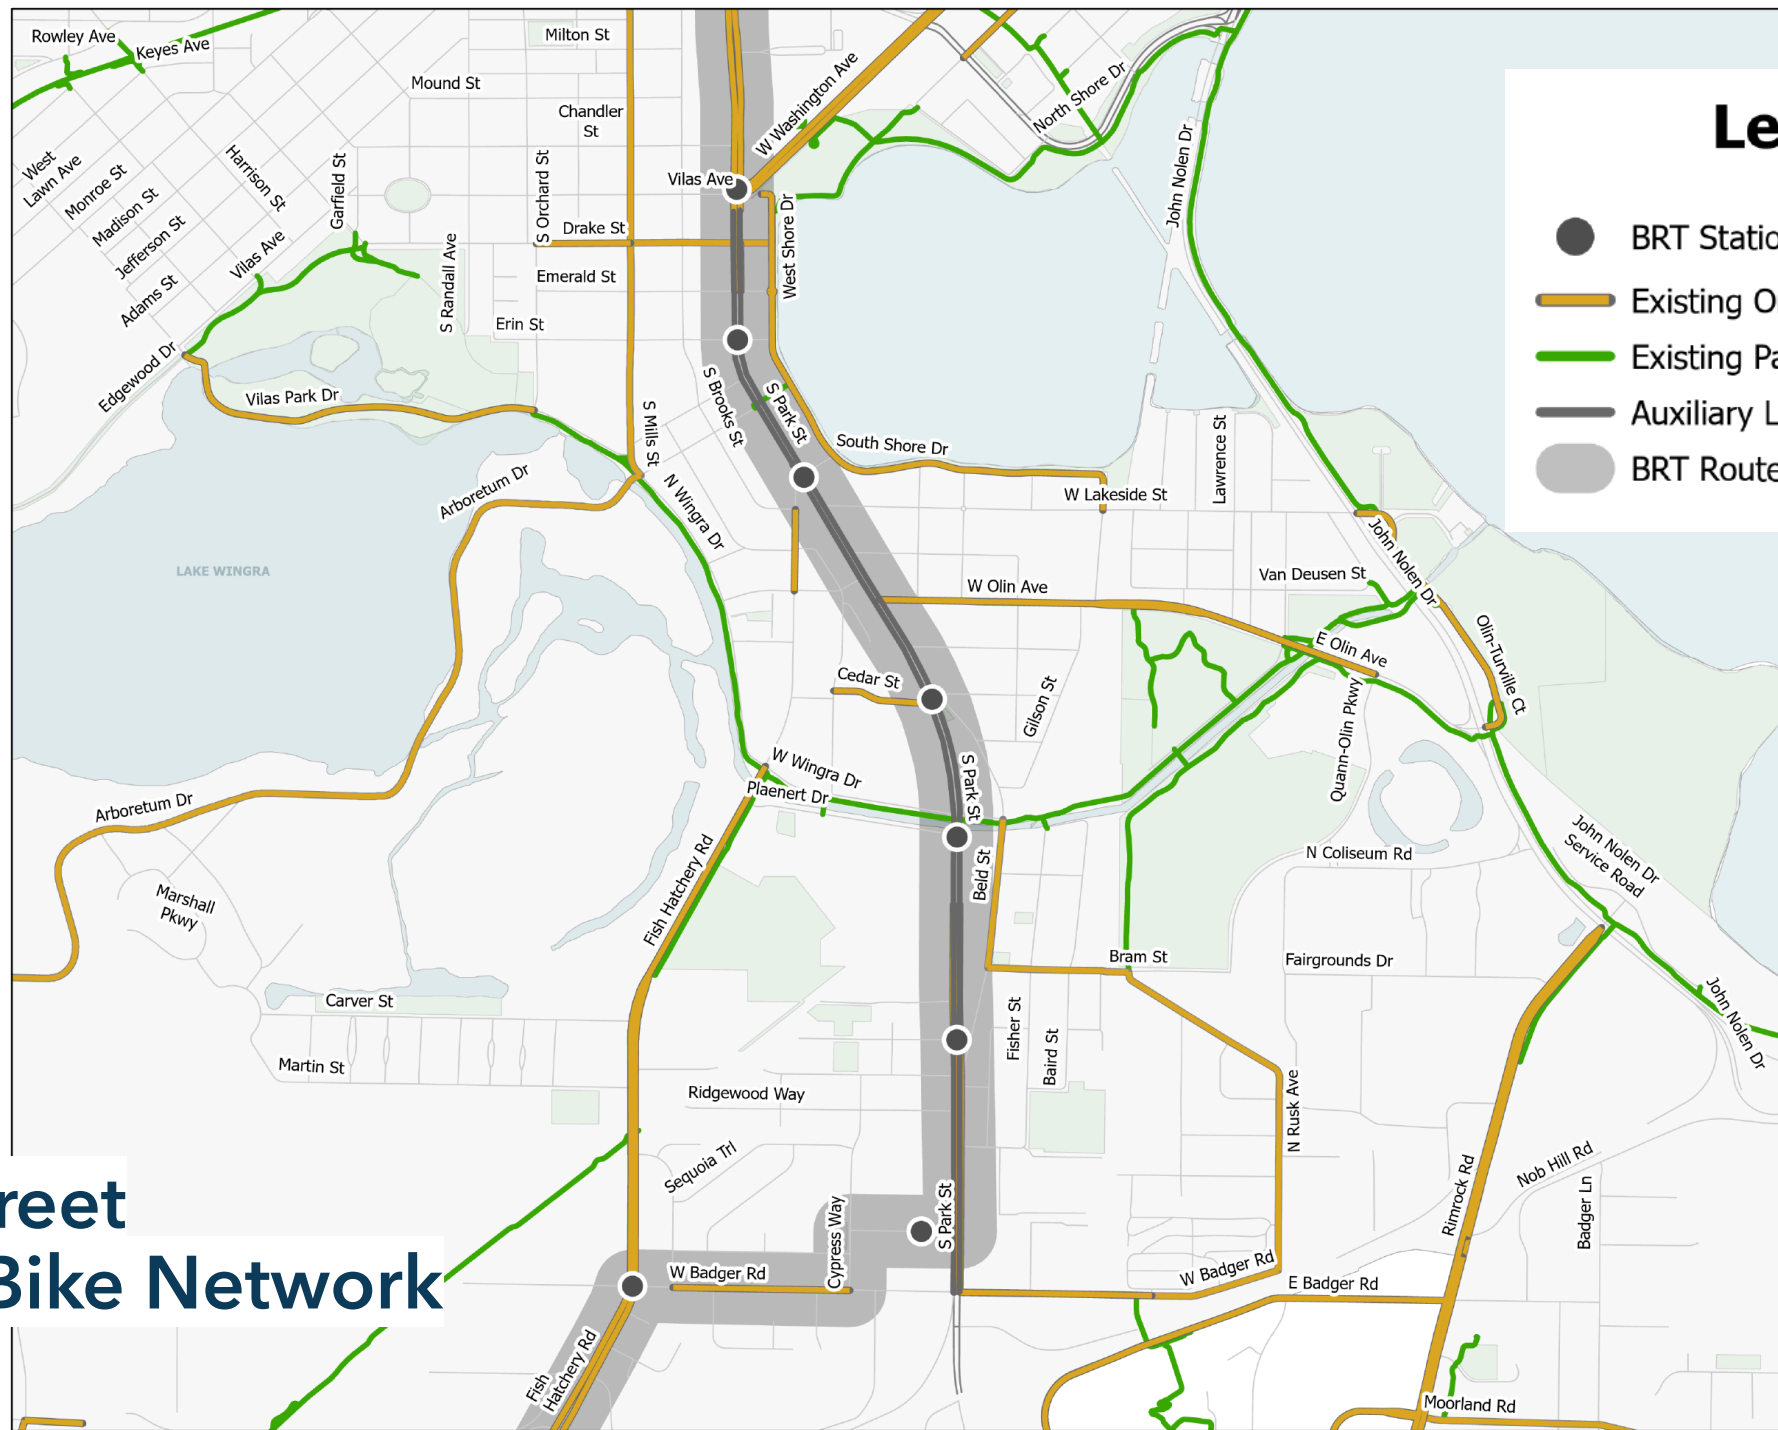 Rowley Ave
Keyes Ave
Milton St
Mound St
Chandler
St
W Washington Ave
North Shore Dr
John Nolen Dr
West
Lawn Ave
Monroe St
Madison St
Jefferson St
Adams St
Harrison St
Garfield St
Vilas Ave
S Orchard St
Vilas Ave
Drake St
West Shore Dr
S Randall Ave
Emerald St
Erin St
Edgewood Dr
Vilas Park Dr
S Brooks St
S Park St
S Mills St
South Shore Dr
Lawrence St
W Lakeside St
Arboretum Dr
N Wingra Dr
LAKE WINGRA
W Olin Ave
Van Deusen St
John Nolen Dr
E Olin Ave
Olin-Turville Ct
Cedar St
Gilson St
Quann-Olin Pkwy
W Wingra Dr
Plaenert Dr
S Park St
Arboretum Dr
Beld St
N Coliseum Rd
John Nolen Dr
Service Road
Marshall
Pkwy
Fish Hatchery Rd
Bram St
Fairgrounds Dr
John Nolen Dr
Carver St
Martin St
Fisher St
Baird St
Ridgewood Way
N Rusk Ave
Sequoia Trl
Rimrock Rd
Nob Hill Rd
Badger Ln
Cypress Way
S Park St
W Badger Rd
W Badger Rd
E Badger Rd
Fish
Hatchery Rd
Moorland Rd
reet
Bike Network
Le
BRT Statio
Existing O
Existing Pa
Auxiliary L
BRT Route